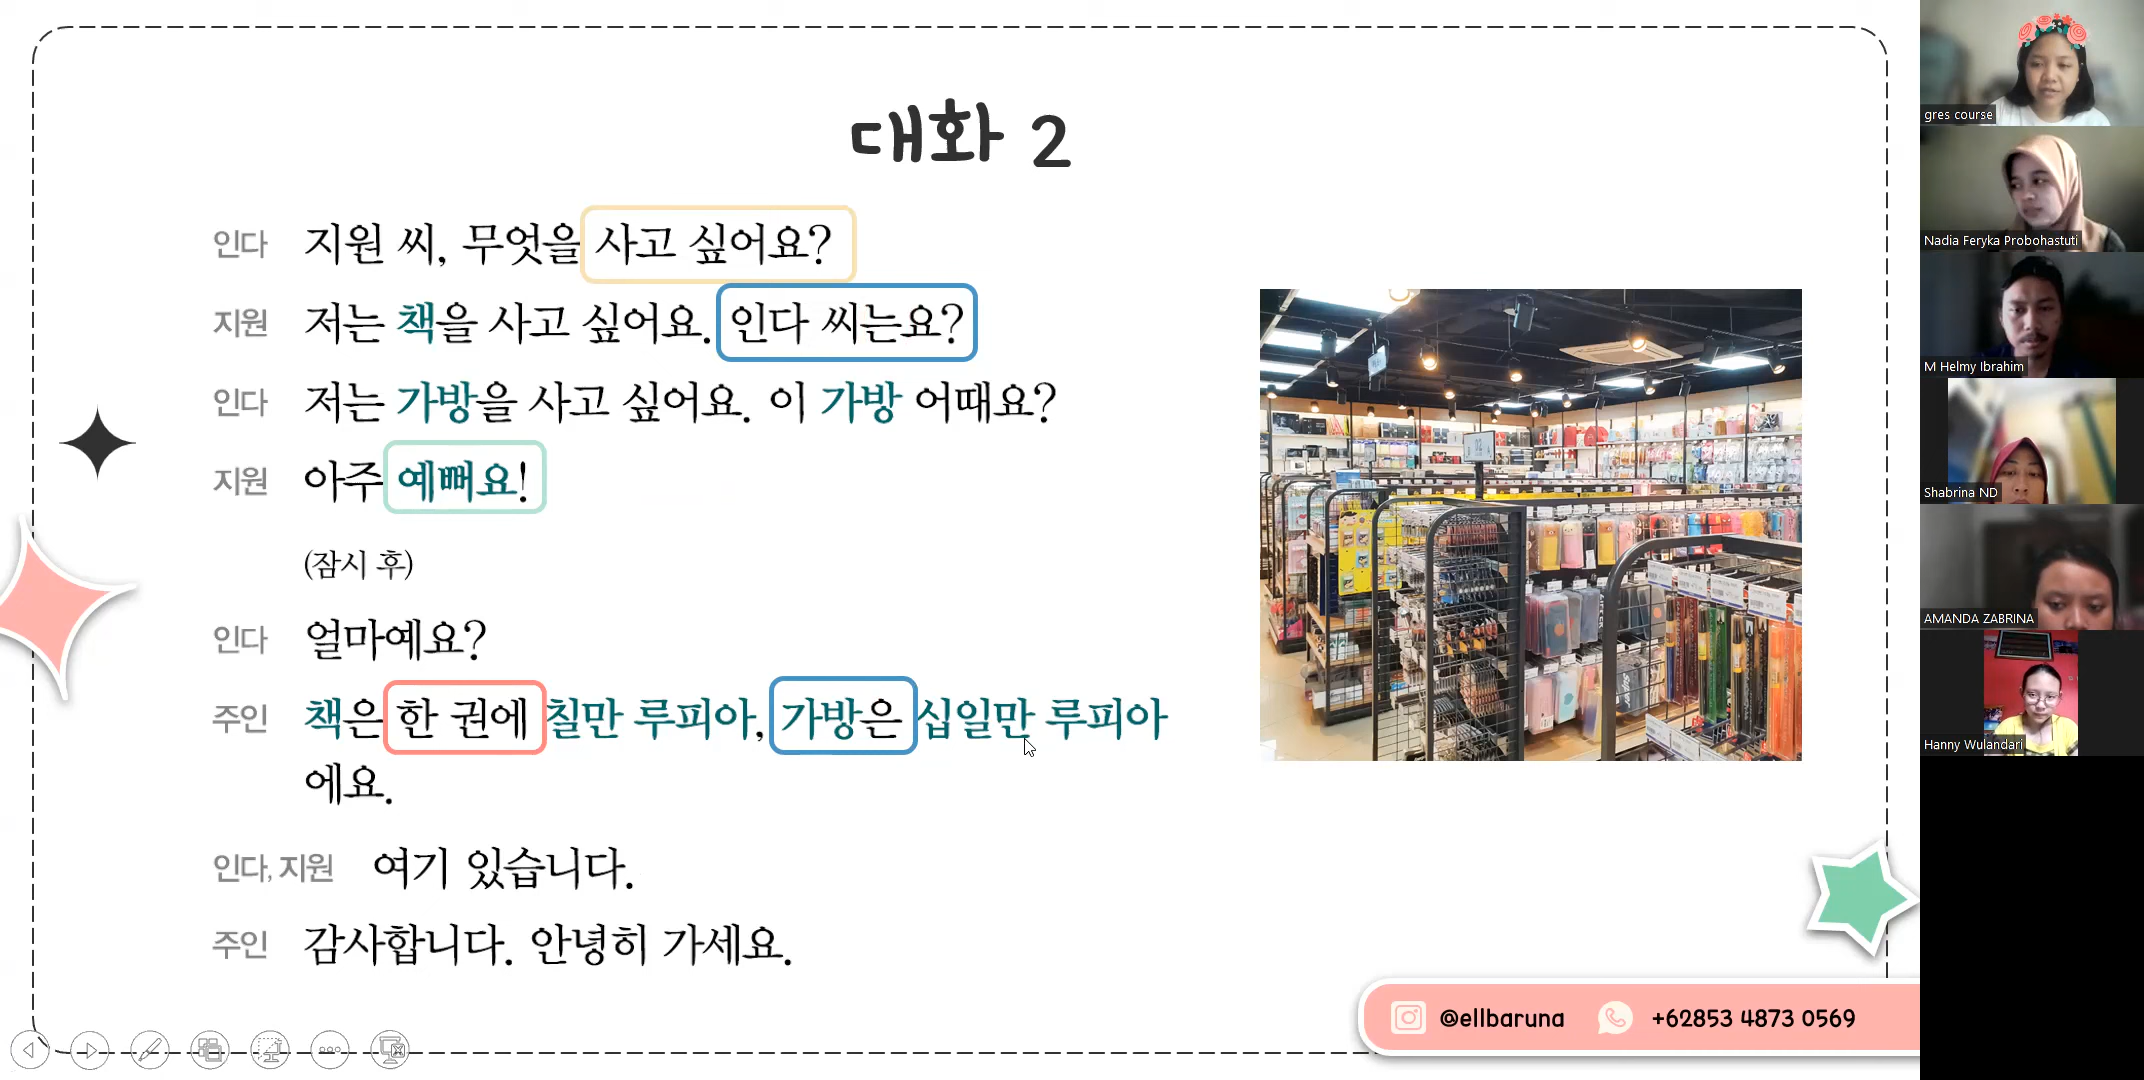 대화 2
인다 지원 씨, 무엇을 사고 싶어요?
지원 저는 책을 사고 싶어요. 인다 씨는요?
인다 저는 가방을 사고 싶어요. 이 가방 어때요?
지원 아주 예뻐요!
(잠시 후)
인다 얼마예요?
주인 책은 한 권에 칠만 루피아, 가방은 십일만 루피아
에요.
인다, 지원 여기 있습니다.
주인 감사합니다. 안녕히 가세요.
@ellbaruna +62853 4873 0569
gres course
Nadia Feryka Probohastuti
M Helmy Ibrahim
Shabrina ND
AMANDA ZABRINA
Hanny Wulandari